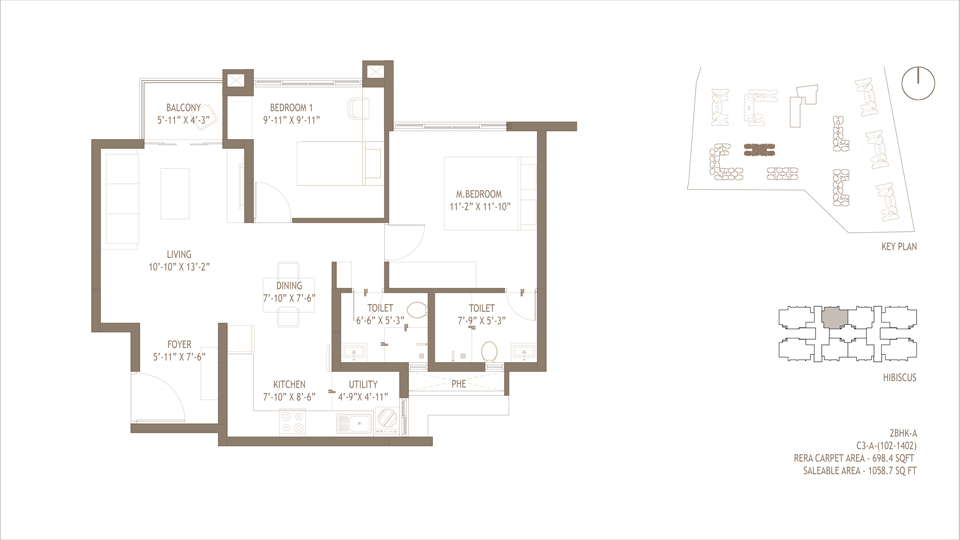 BALCONY
5'-11" X 4'-3"
BEDROOM 1
9'-11" X 9'-11"
M.BEDROOM
11'-2" X 11'-10"
LIVING
10'-10" X 13'-2"
DINING
7'-10" X 7'-6"
TOILET
6'-6" X 5'-3"
TOILET
7'-9" X 5'-3"
FOYER
5'-11" X 7'-6"
KITCHEN
7'-10" X 8'-6"
UTILITY
4'-9"X 4'-11"
PHE
KEY PLAN
HIBISCUS
2BHK-A
C3-A-(102-1402)
RERA CARPET AREA - 698.4 SQFT
SALEABLE AREA - 1058.7 SQ FT